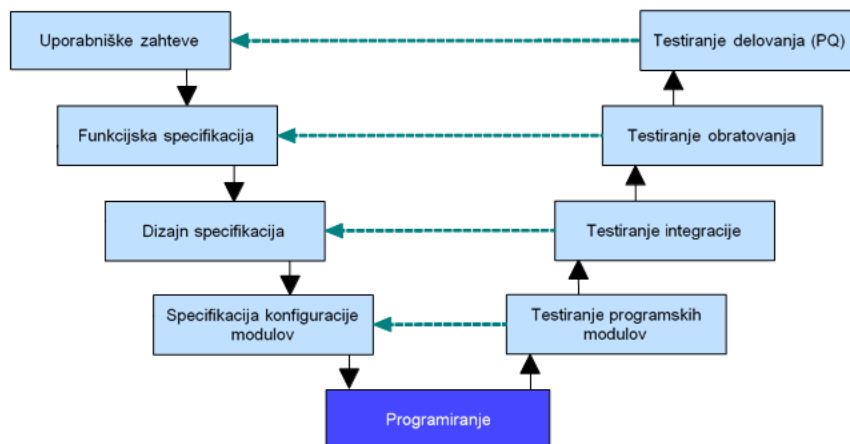 Uporabniške zahteve
Testiranje delovanja (PQ)
Funkcijska specifikacija
Testiranje obratovanja
Dizajn specifikacija
Testiranje integracije
Specifikacija konfiguracije
modulov
Testiranje programskih
modulov
Programiranje